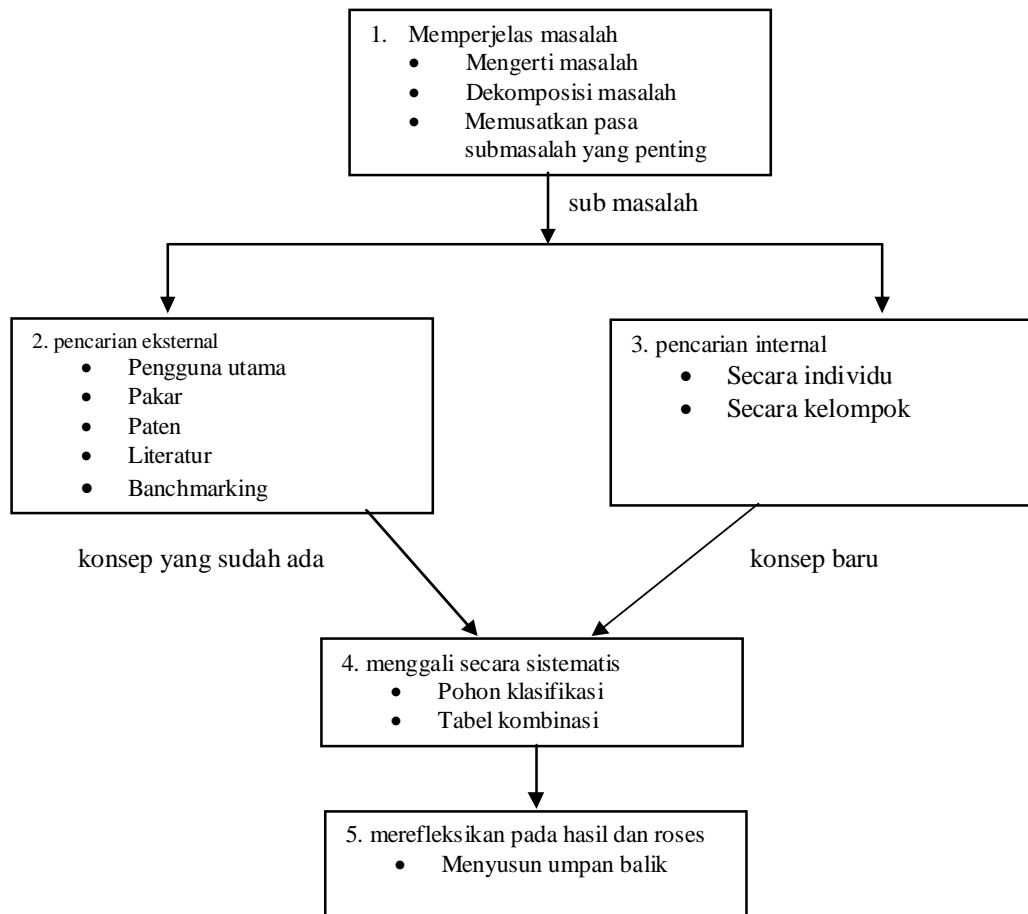 1. Memperjelas masalah
• Mengerti masalah
• Dekomposisi masalah
• Memusatkan pasa
submasalah yang penting
sub masalah
2. pencarian eksternal
• Pengguna utama
• Pakar
• Paten
• Literatur
• Banchmarking
3. pencarian internal
• Secara individu
• Secara kelompok
konsep yang sudah ada
konsep baru
4. menggali secara sistematis
• Pohon klasifikasi
• Tabel kombinasi
5. merefleksikan pada hasil dan roses
• Menyusun umpan balik